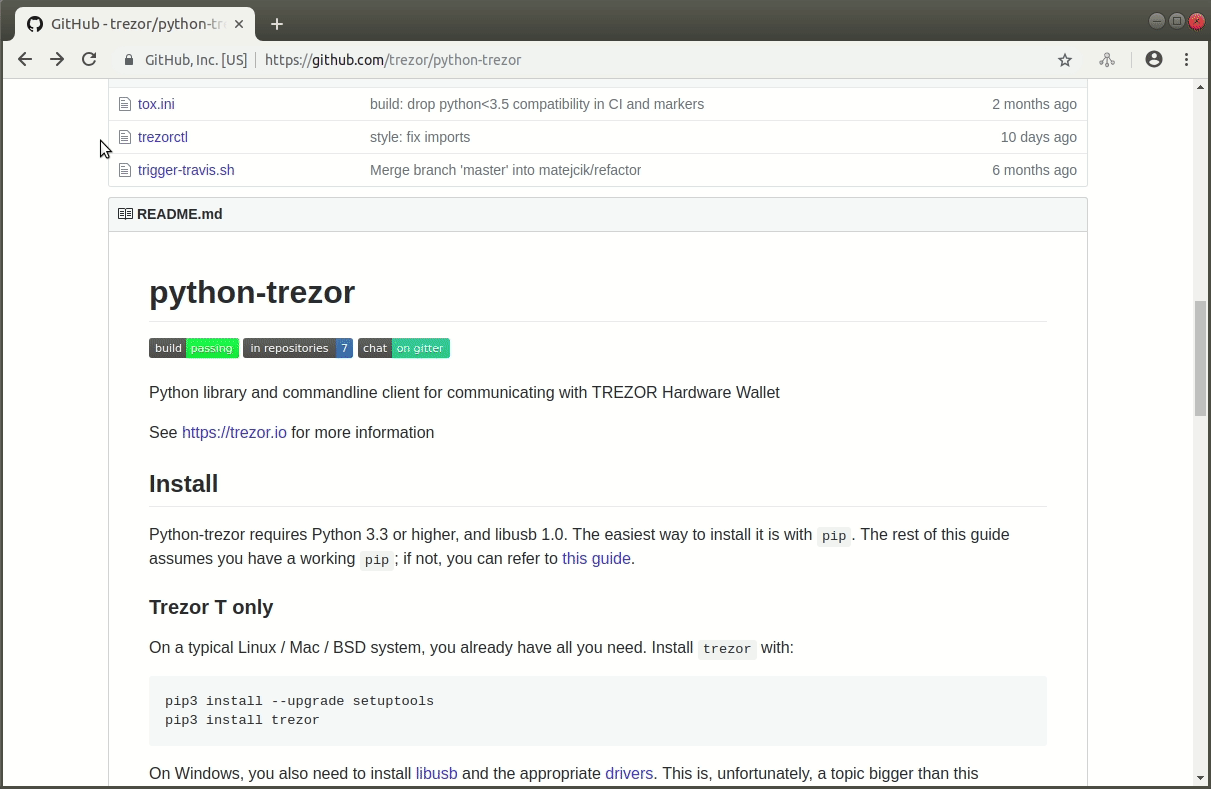 GitHub - trezor/python-tr
GitHub, Inc. [US] https://github.com/trezor/python-trezor
tox.ini build: drop python<3.5 compatibility in CI and markers 2 months ago
trezorctl style: fix imports 10 days ago
trigger-travis.sh Merge branch 'master' into matejcik/refactor 6 months ago
README.md
python-trezor
build passing in repositories 7 chat on gitter
Python library and commandline client for communicating with TREZOR Hardware Wallet
See https://trezor.io for more information
Install
Python-trezor requires Python 3.3 or higher, and libusb 1.0. The easiest way to install it is with pip. The rest of this guide
assumes you have a working pip; if not, you can refer to this guide.
Trezor T only
On a typical Linux / Mac / BSD system, you already have all you need. Install trezor with:
pip3 install --upgrade setuptools
pip3 install trezor
On Windows, you also need to install libusb and the appropriate drivers. This is, unfortunately, a topic bigger than this